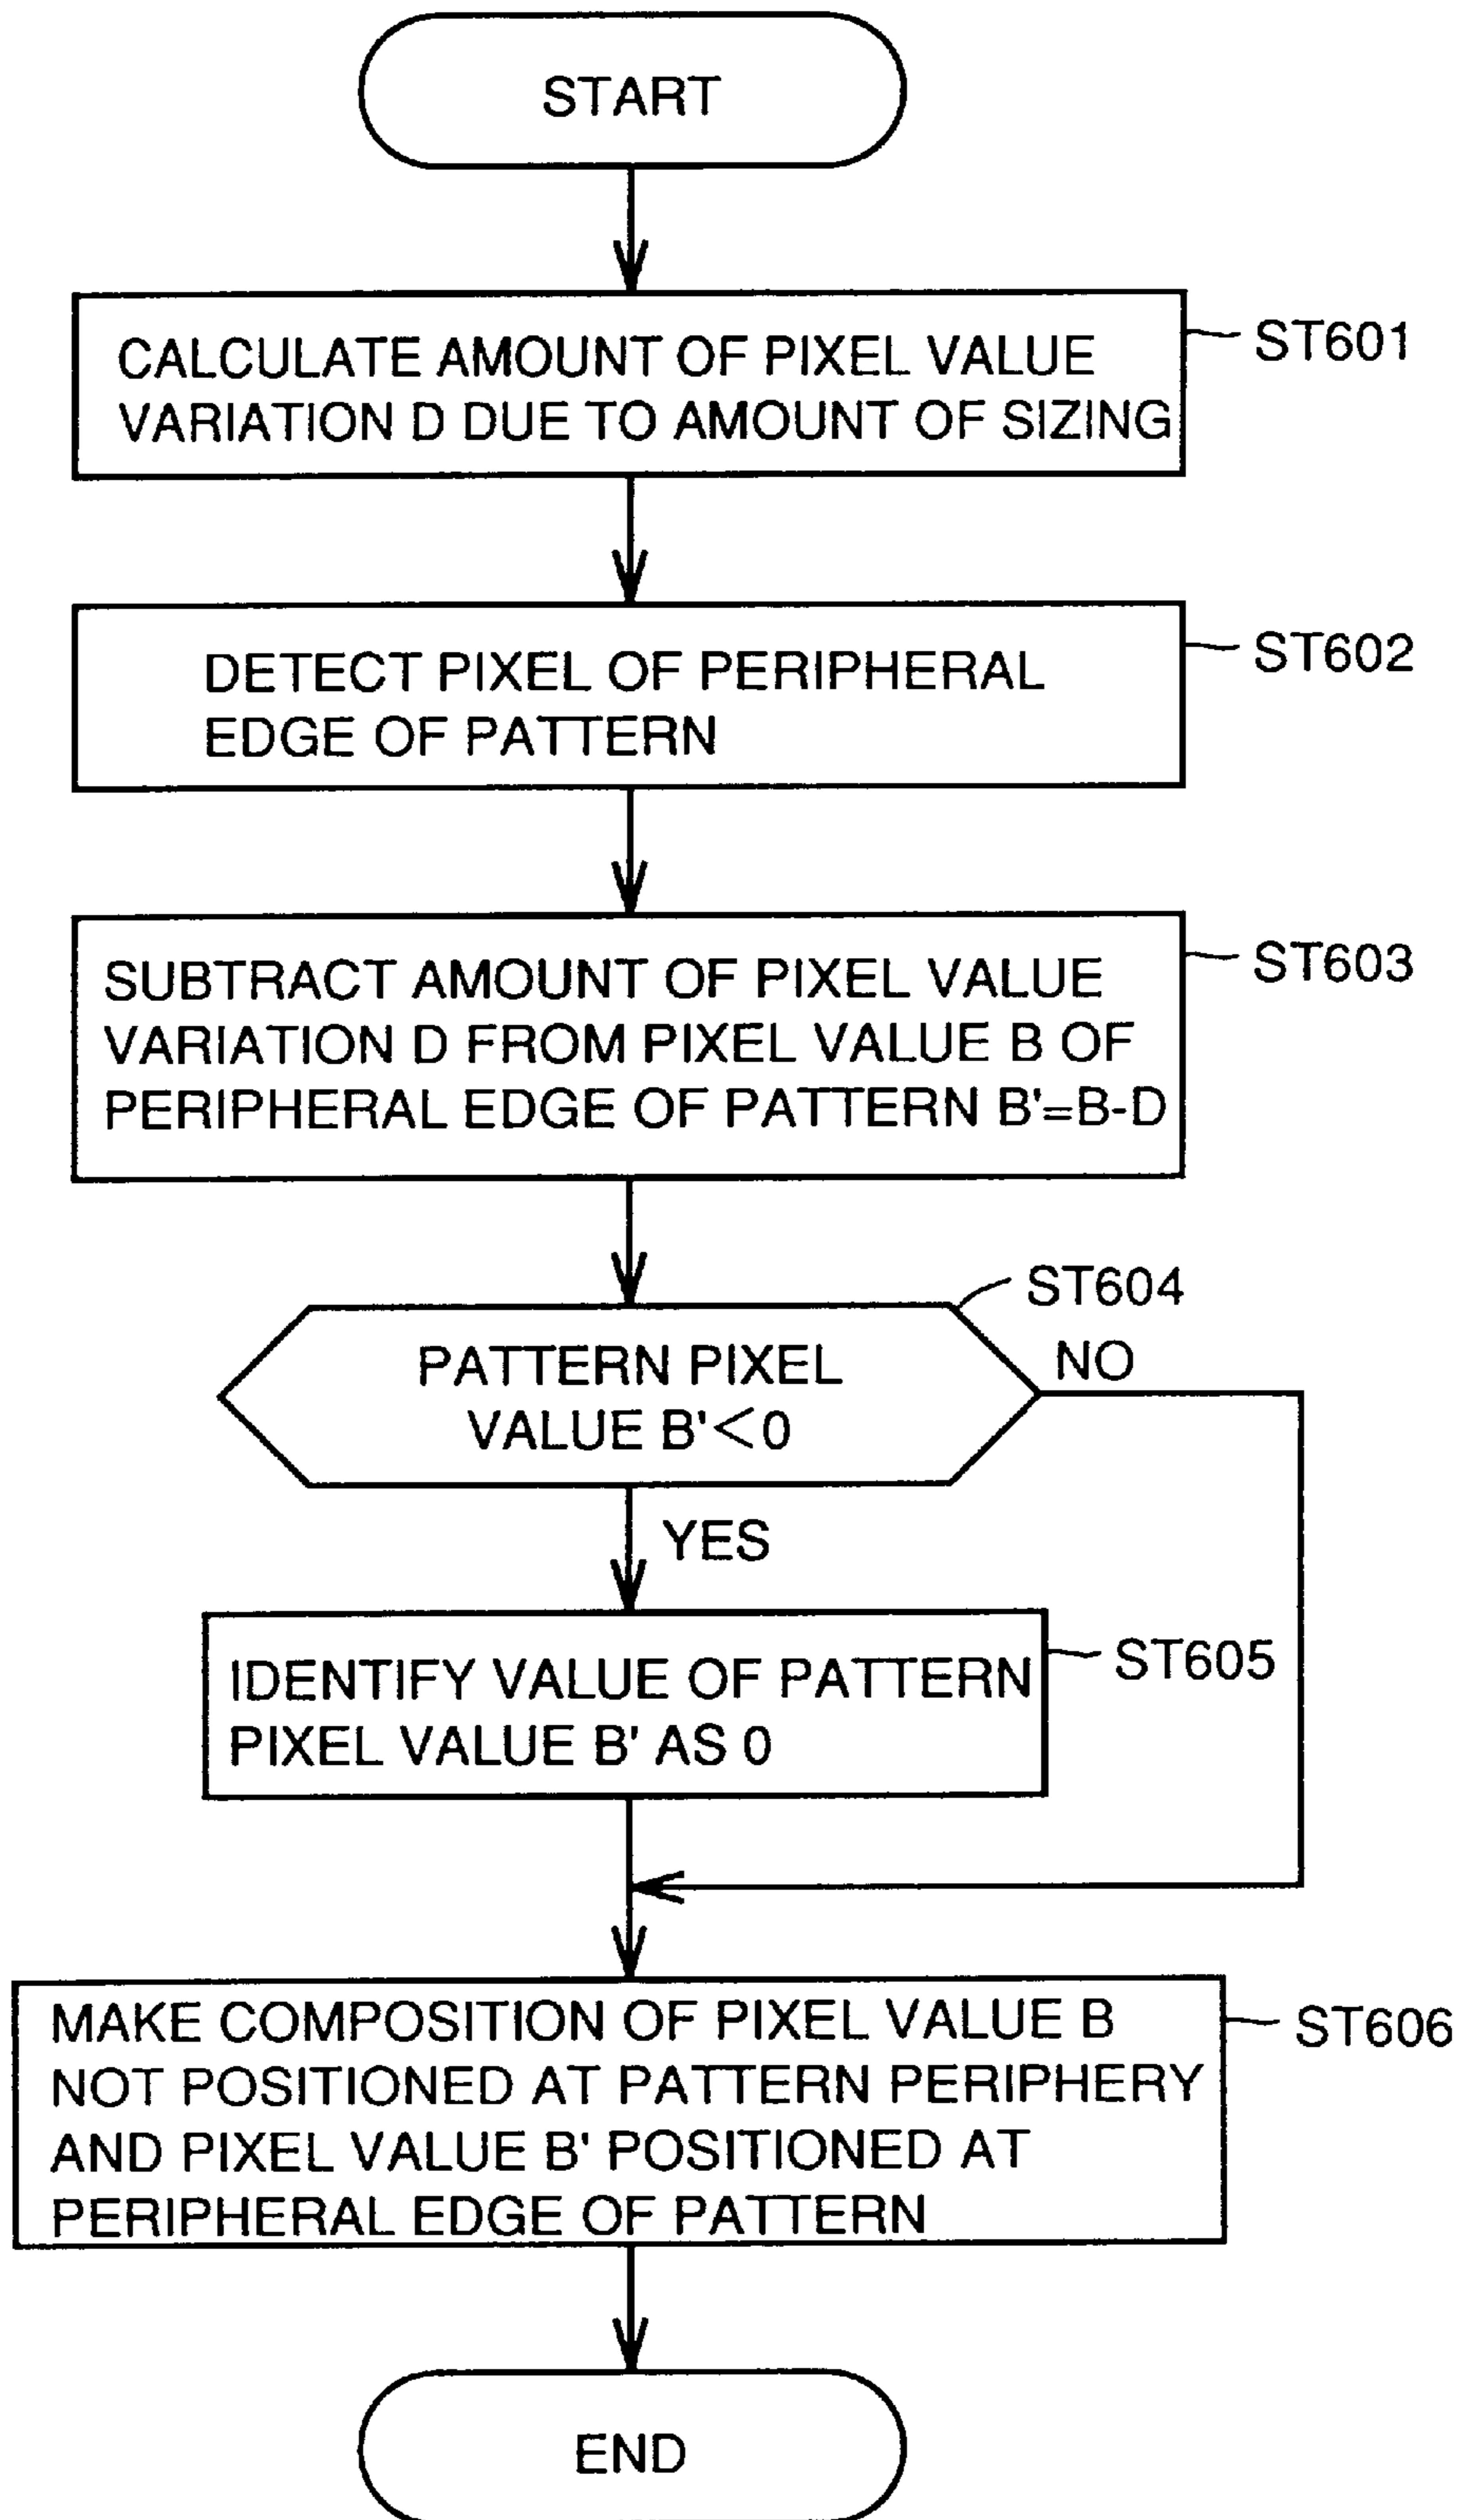 START
CALCULATE AMOUNT OF PIXEL VALUE
VARIATION D DUE TO AMOUNT OF SIZING
ST601
DETECT PIXEL OF PERIPHERAL
EDGE OF PATTERN
ST602
SUBTRACT AMOUNT OF PIXEL VALUE
VARIATION D FROM PIXEL VALUE B OF
PERIPHERAL EDGE OF PATTERN B'=B-D
ST603
ST604
PATTERN PIXEL
VALUE B'<0
NO
YES
IDENTIFY VALUE OF PATTERN
PIXEL VALUE B' AS 0
ST605
MAKE COMPOSITION OF PIXEL VALUE B
NOT POSITIONED AT PATTERN PERIPHERY
AND PIXEL VALUE B' POSITIONED AT
PERIPHERAL EDGE OF PATTERN
ST606
END